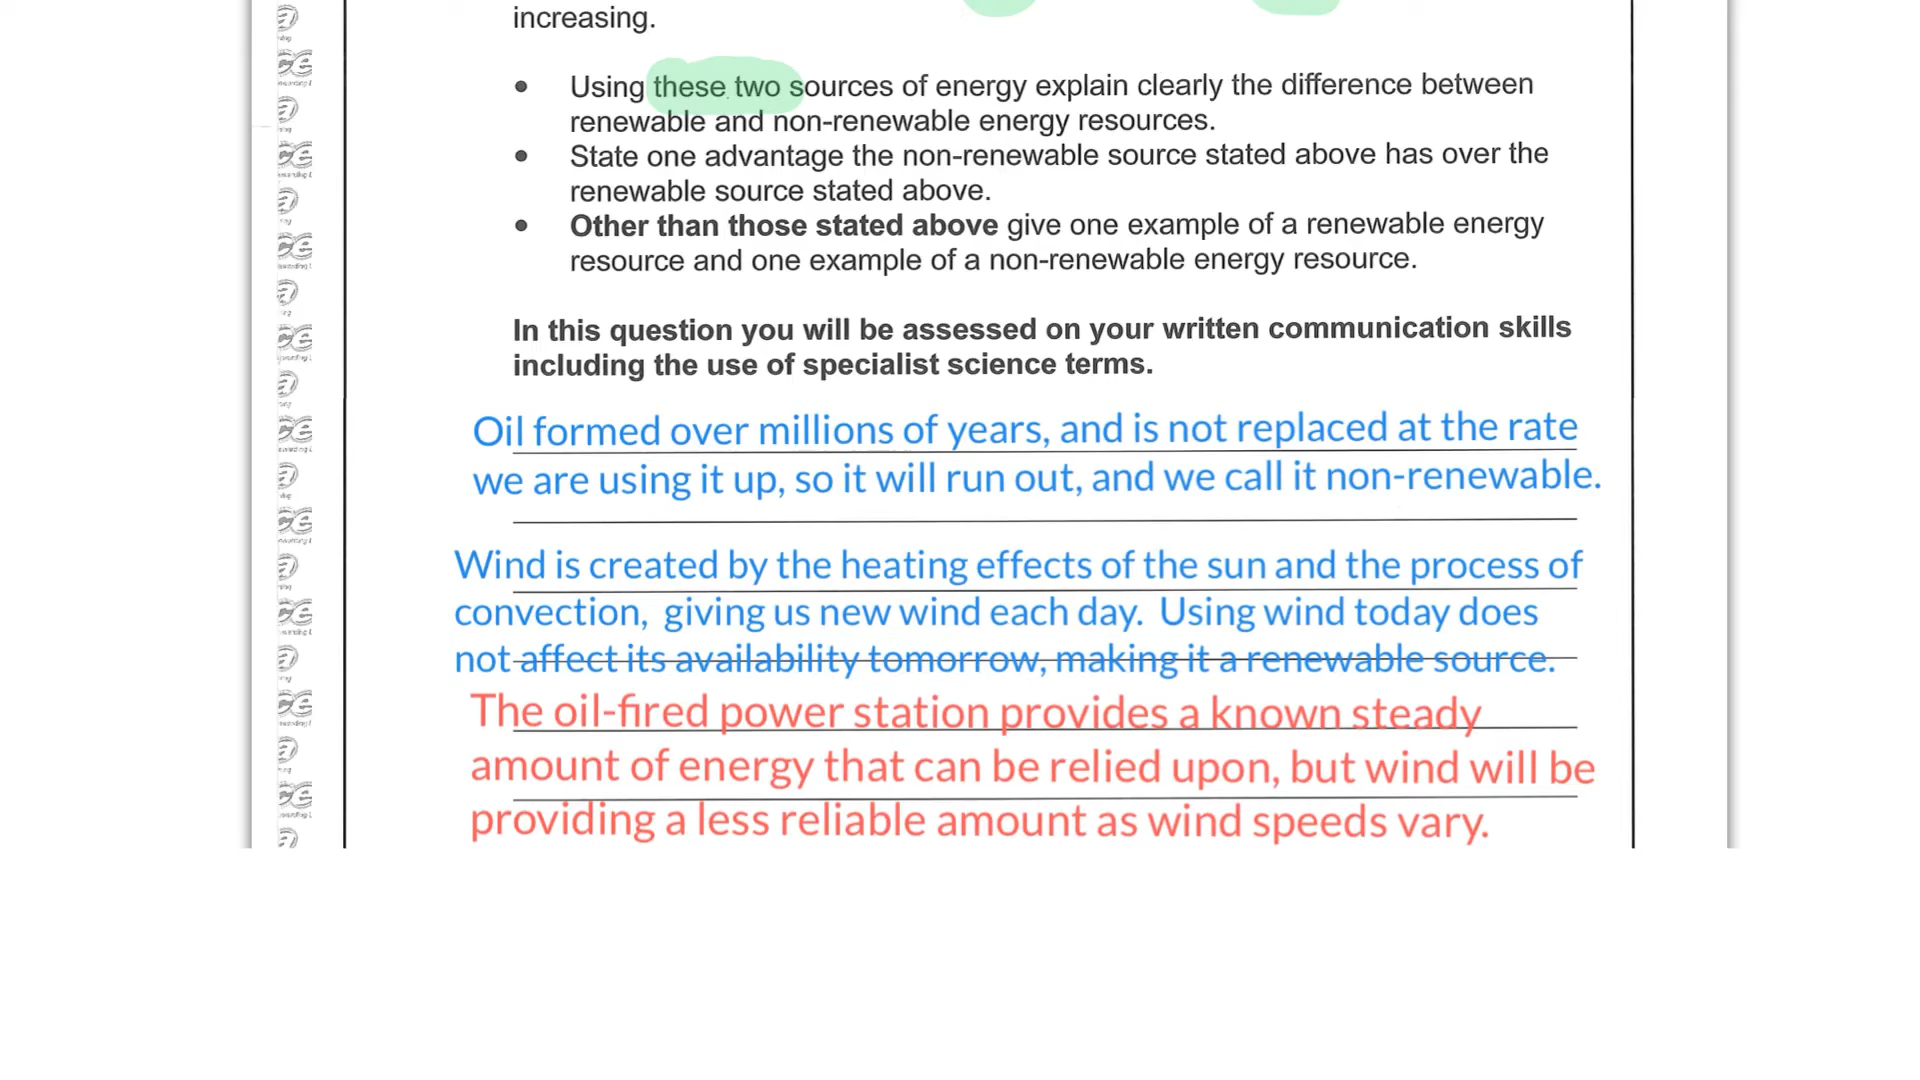 increasing.
• Using these two sources of energy explain clearly the difference between
renewable and non-renewable energy resources.
• State one advantage the non-renewable source stated above has over the
renewable source stated above.
• Other than those stated above give one example of a renewable energy
resource and one example of a non-renewable energy resource.
In this question you will be assessed on your written communication skills
including the use of specialist science terms.
Oil formed over millions of years, and is not replaced at the rate
we are using it up, so it will run out, and we call it non-renewable.
Wind is created by the heating effects of the sun and the process of
convection, giving us new wind each day. Using wind today does
not affect its availability tomorrow, making it a renewable source.
The oil-fired power station provides a known steady
amount of energy that can be relied upon, but wind will be
providing a less reliable amount as wind speeds vary.